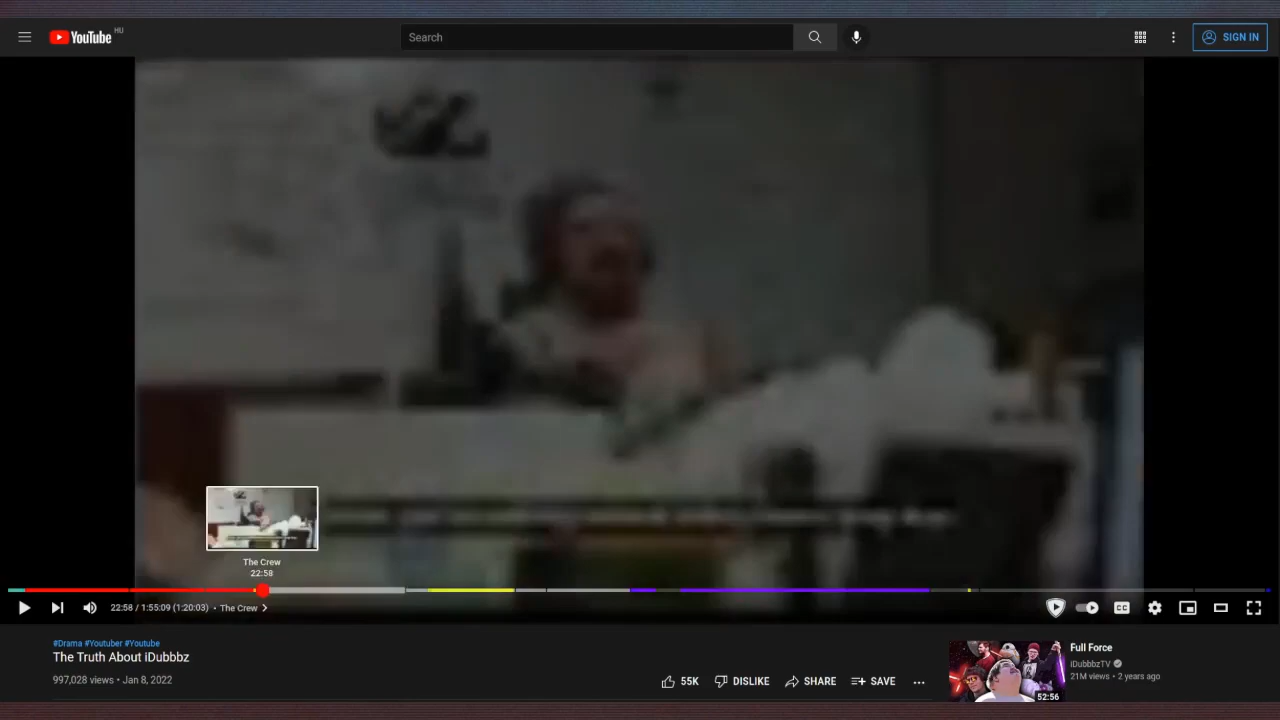 YouTube HU
Search
SIGN IN
The Crew
22:58
22:58 / 1:55:09 (1:20:03) • The Crew
CC
#Drama #Youtuber #Youtube
The Truth About iDubbbz
997,028 views • Jan 8, 2022
55K
DISLIKE
SHARE
SAVE
52:56
Full Force
iDubbbzTV
21M views • 2 years ago